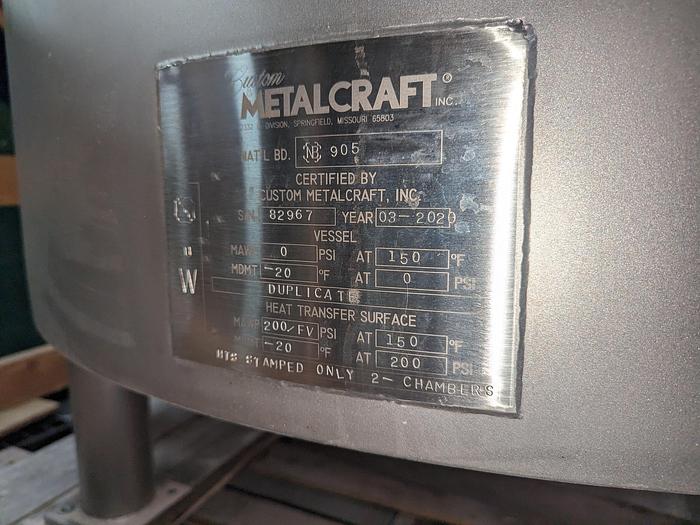 Custom
METALCRAFT®
INC.
DIVISION, SPRINGFIELD, MISSOURI 65803
NAT'L BD. NB 905
CERTIFIED BY
CUSTOM METALCRAFT, INC.
S/N 82967 YEAR 03-2020
VESSEL
MAWP 0 PSI AT 150 °F
MDMT -20 °F AT 0 PSI
DUPLICATE
HEAT TRANSFER SURFACE
MAWP 200/FV PSI AT 150 °F
MDMT -20 °F AT 200 PSI
HTS STAMPED ONLY 2- CHAMBERS
W